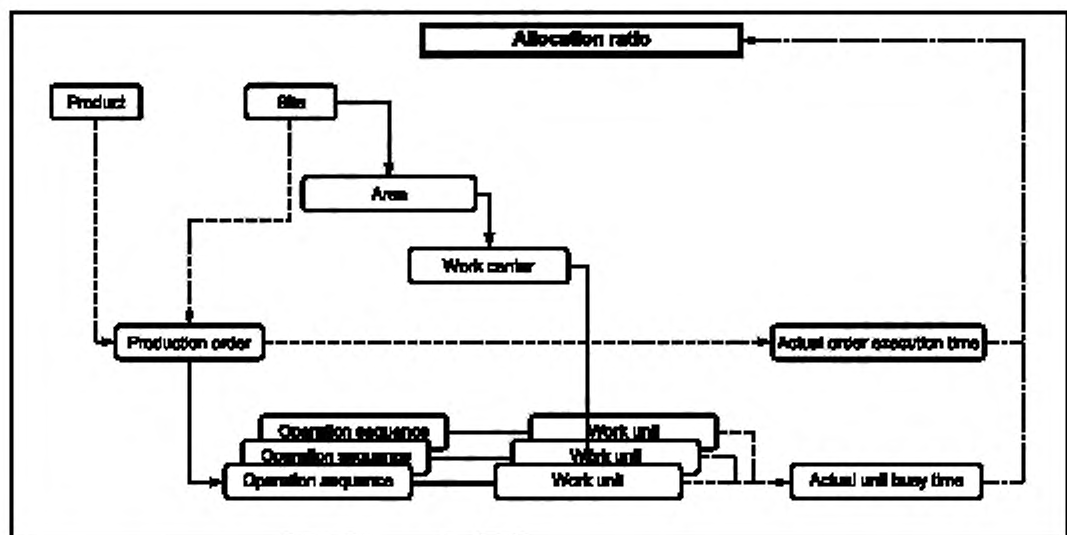 Allocation ratio
Product
Site
Area
Work center
Production order
Actual order execution time
Operation sequence
Work unit
Operation sequence
Work unit
Operation sequence
Work unit
Actual unit busy time